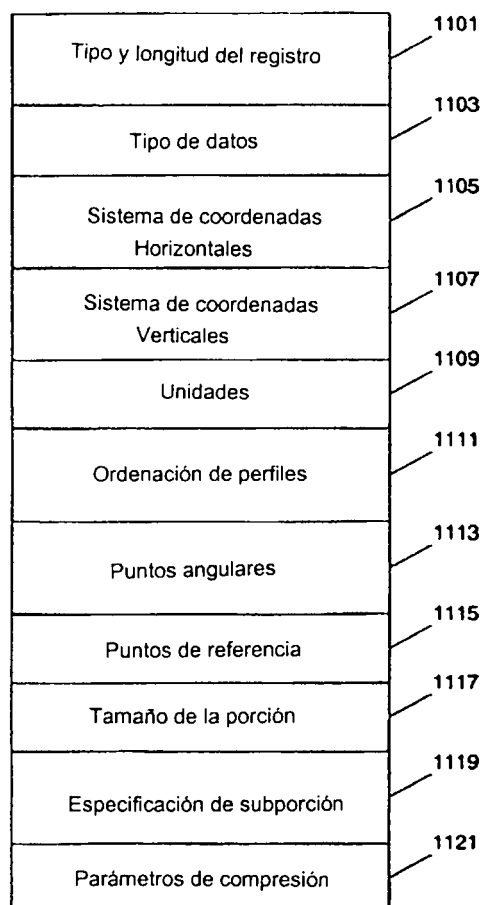 1101
Tipo y longitud del registro
1103
Tipo de datos
1105
Sistema de coordenadas
Horizontales
1107
Sistema de coordenadas
Verticales
1109
Unidades
1111
Ordenación de perfiles
1113
Puntos angulares
1115
Puntos de referencia
1117
Tamaño de la porción
1119
Especificación de subporción
1121
Parámetros de compresión